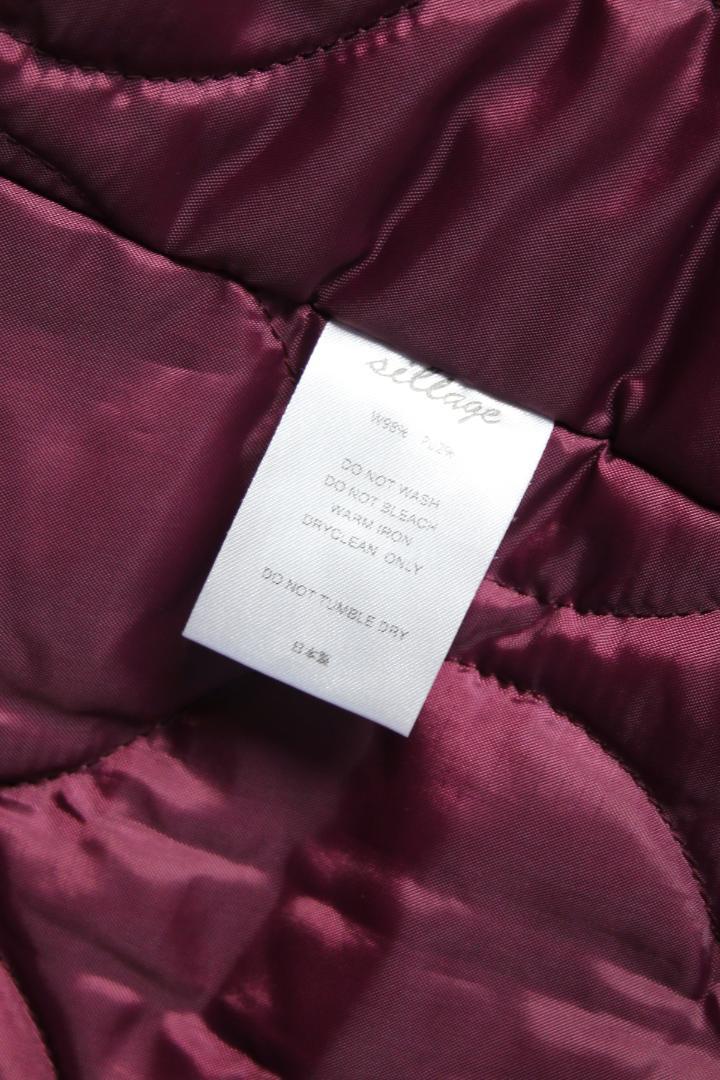 sillage
W98% PL2%
DO NOT WASH
DO NOT BLEACH
WARM IRON
DRYCLEAN ONLY
DO NOT TUMBLE DRY
日本製